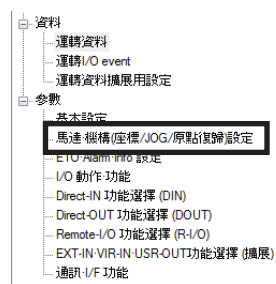 資料
運轉資料
運轉I/O event
運轉資料擴展用設定
參數
基本設定
馬達·機構(座標/JOG/原點復歸)設定
ETO·Alarm·Info 設定
I/O 動作·功能
Direct-IN 功能選擇 (DIN)
Direct-OUT 功能選擇 (DOUT)
Remote-I/O 功能選擇 (R-I/O)
EXT-IN·VIR-IN·USR-OUT功能選擇 (擴展)
通訊·I/F 功能